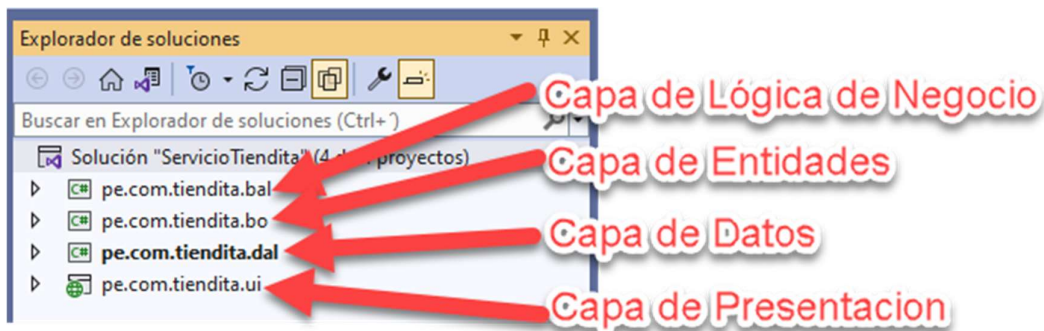 Explorador de soluciones
Buscar en Explorador de soluciones (Ctrl+´)
Capa de Lógica de Negocio
Solución "ServicioTiendita" (4 proyectos)
pe.com.tiendita.bal
Capa de Entidades
pe.com.tiendita.bo
pe.com.tiendita.dal
Capa de Datos
pe.com.tiendita.ui
Capa de Presentacion